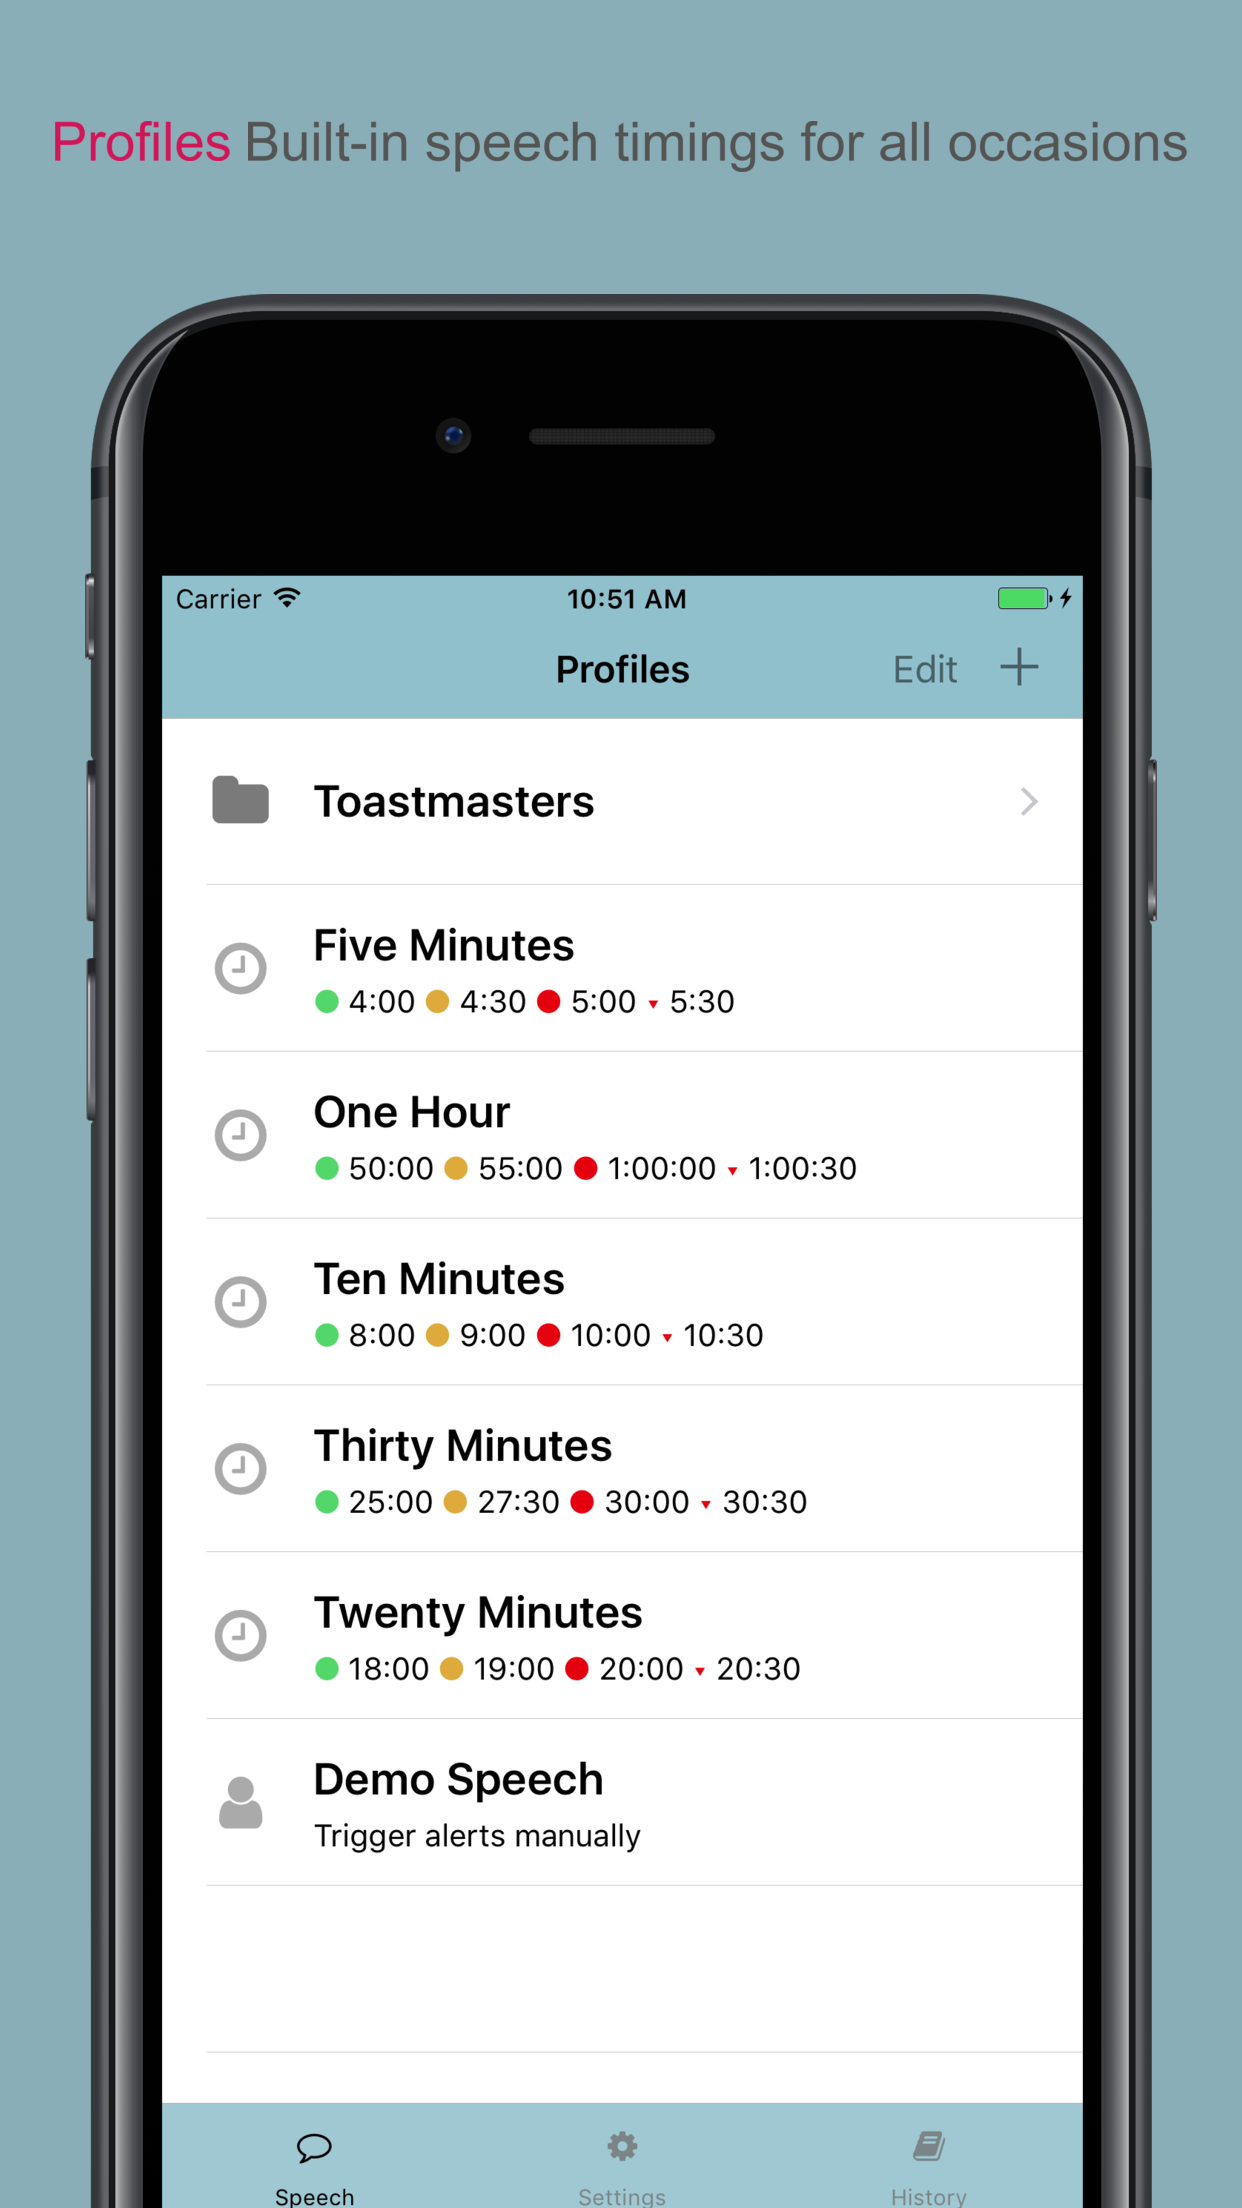 Profiles Built-in speech timings for all occasions
Carrier 10:51 AM
Profiles Edit
Toastmasters
Five Minutes
4:00 4:30 5:00 5:30
One Hour
50:00 55:00 1:00:00 1:00:30
Ten Minutes
8:00 9:00 10:00 10:30
Thirty Minutes
25:00 27:30 30:00 30:30
Twenty Minutes
18:00 19:00 20:00 20:30
Demo Speech
Trigger alerts manually
Speech Settings History